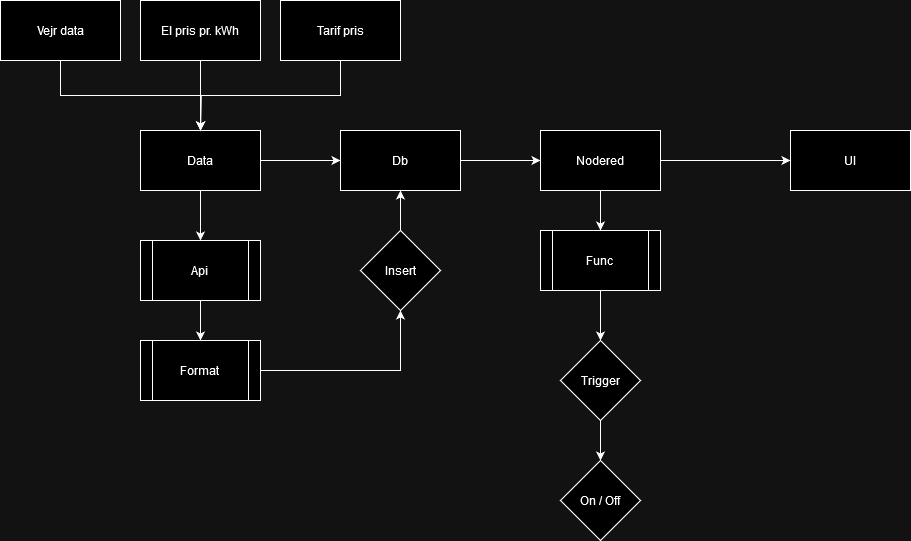 Vejr data
El pris pr. kWh
Tarif pris
Data
Db
Nodered
UI
Api
Insert
Func
Format
Trigger
On / Off